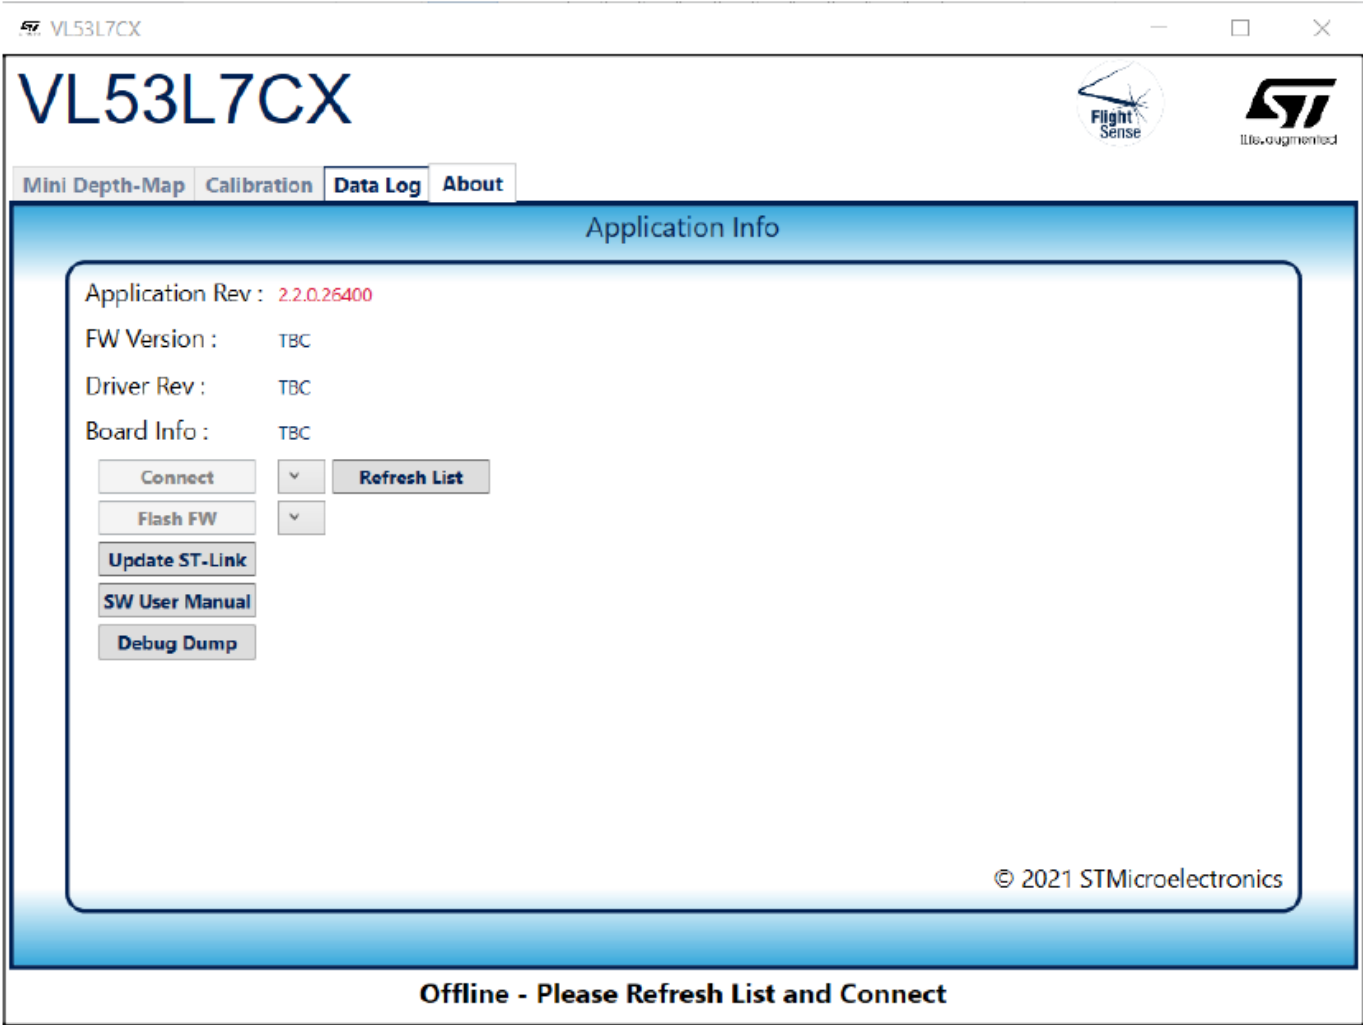 VL53L7CX
VL53L7CX
Flight
Sense
life.augmented
Mini Depth-Map Calibration Data Log About
Application Info
Application Rev : 2.2.0.26400
FW Version : TBC
Driver Rev : TBC
Board Info : TBC
Connect Refresh List
Flash FW
Update ST-Link
SW User Manual
Debug Dump
© 2021 STMicroelectronics
Offline - Please Refresh List and Connect